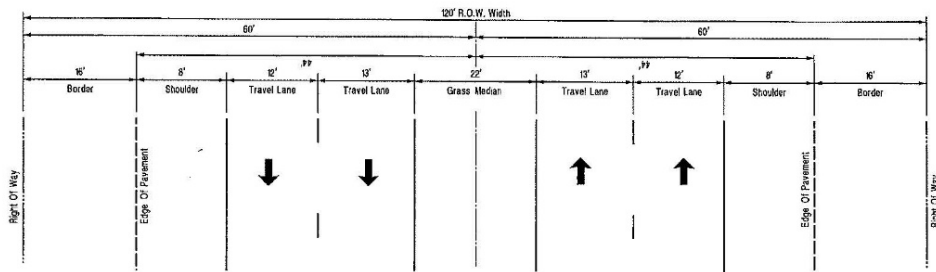 120' R.O.W. Width
60' 60'
44' 44'
16' 8' 12' 13' 22' 13' 12' 8' 16'
Border Shoulder Travel Lane Travel Lane Grass Median Travel Lane Travel Lane Shoulder Border
Right Of Way
Edge Of Pavement
Edge Of Pavement
Right Of Way